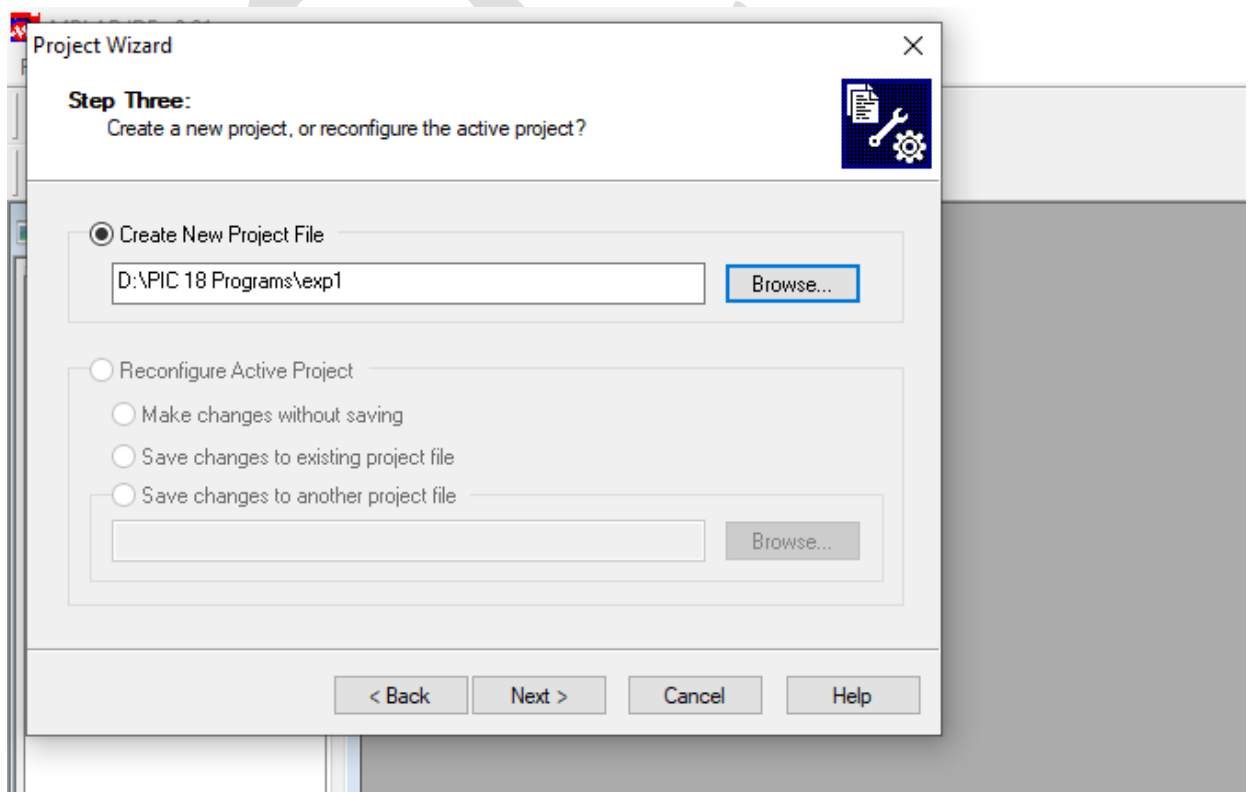 Project Wizard
Step Three:
Create a new project, or reconfigure the active project?
Create New Project File
D:\PIC 18 Programs\exp1
Browse...
Reconfigure Active Project
Make changes without saving
Save changes to existing project file
Save changes to another project file
Browse...
< Back
Next >
Cancel
Help